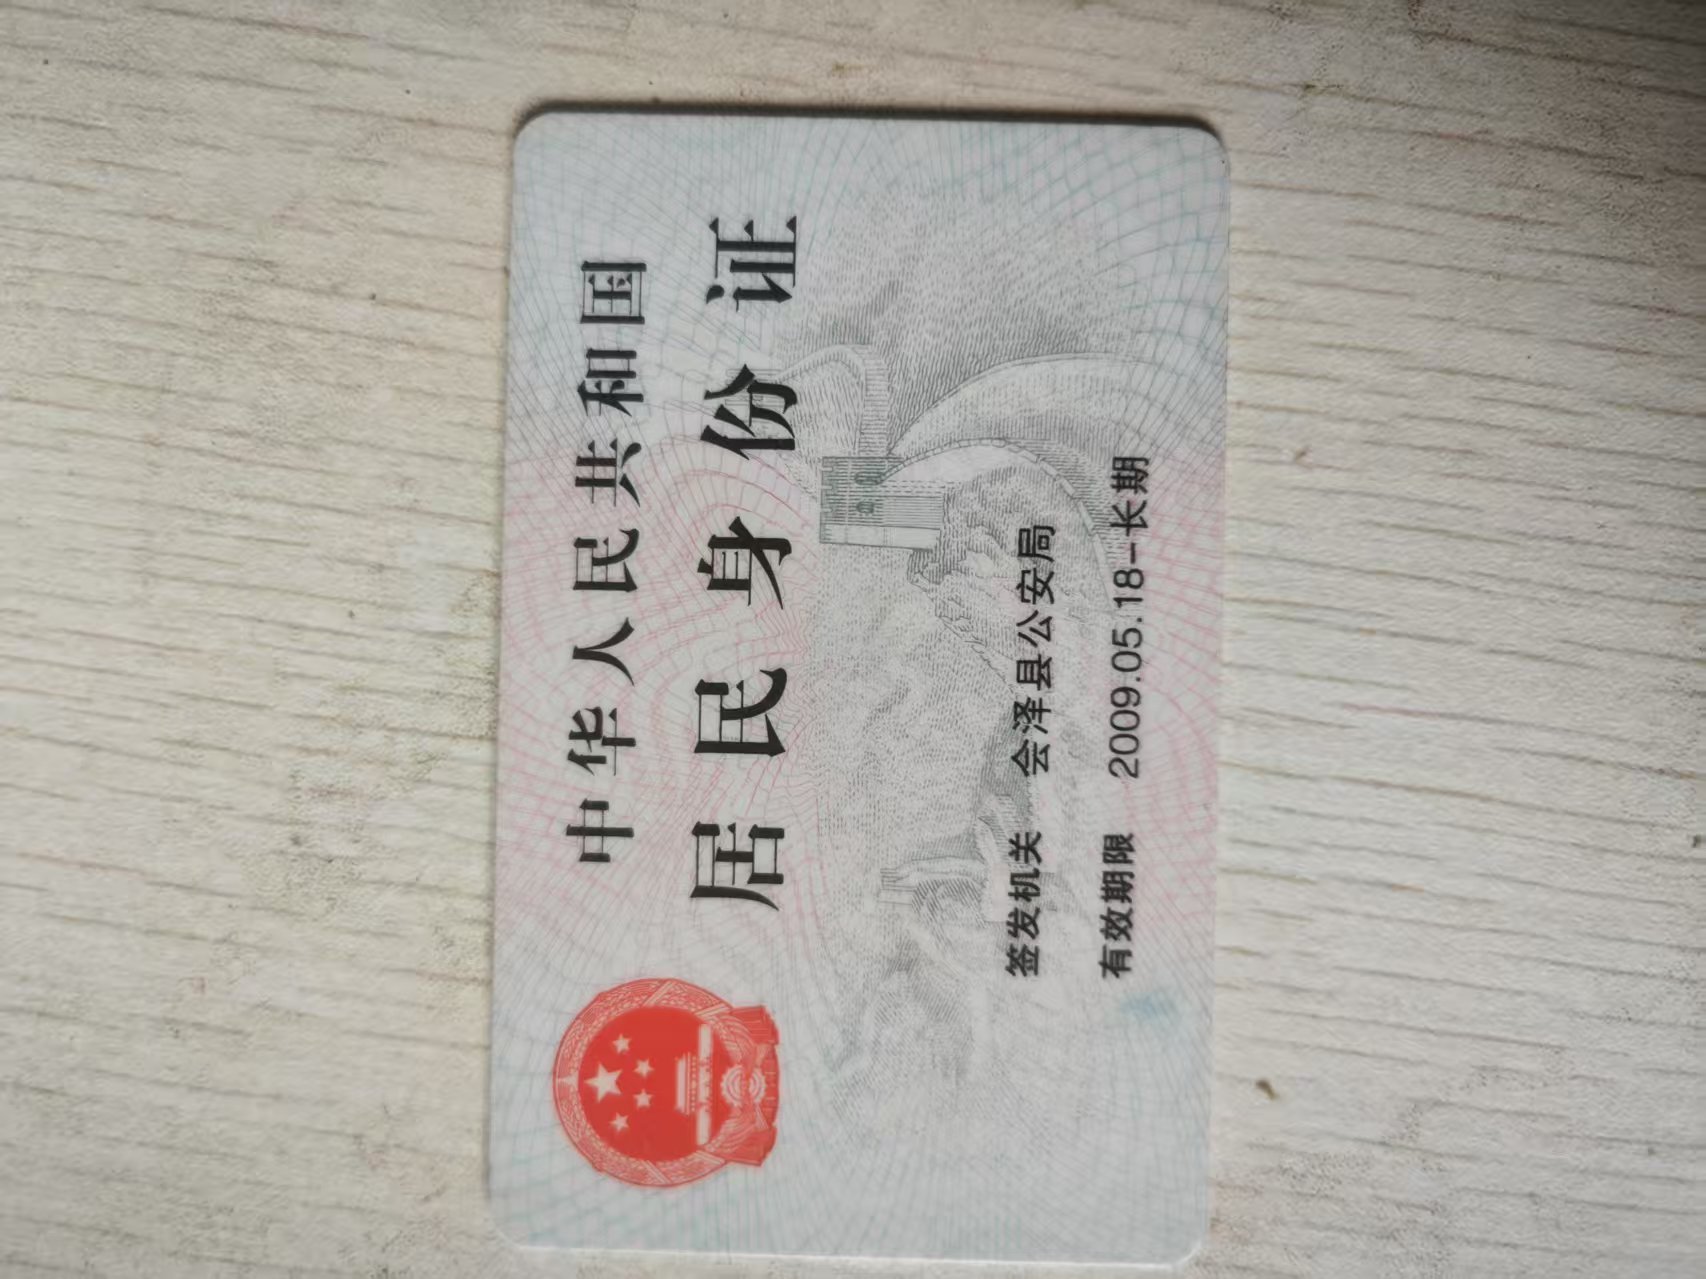 中华人民共和国
居民身份证
签发机关 会泽县公安局
有效期限 2009.05.18-长期